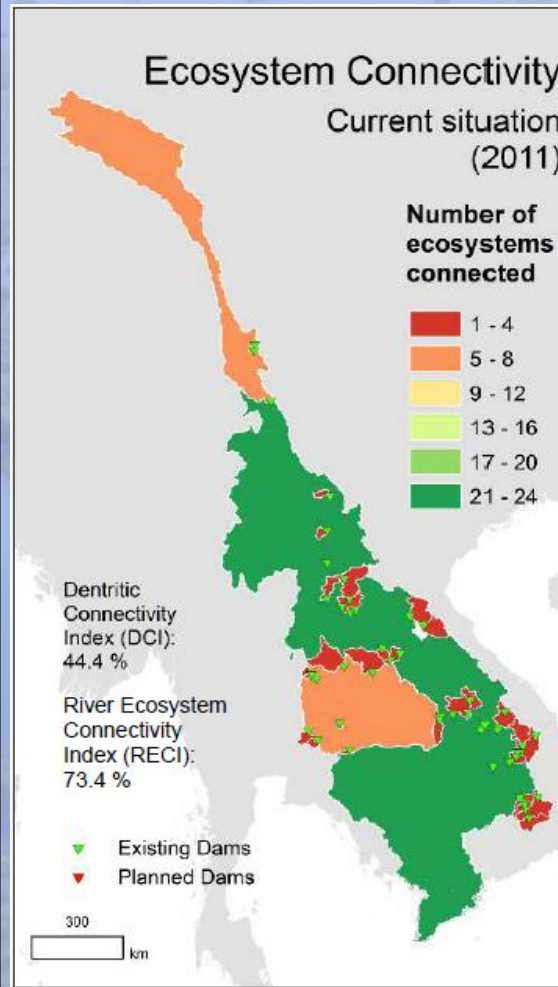 Ecosystem Connectivity
Current situation
(2011)
Number of
ecosystems
connected
1 - 4
5 - 8
9 - 12
13 - 16
17 - 20
21 - 24
Dentritic
Connectivity
Index (DCI):
44.4 %
River Ecosystem
Connectivity
Index (RECI):
73.4 %
Existing Dams
Planned Dams
300
km